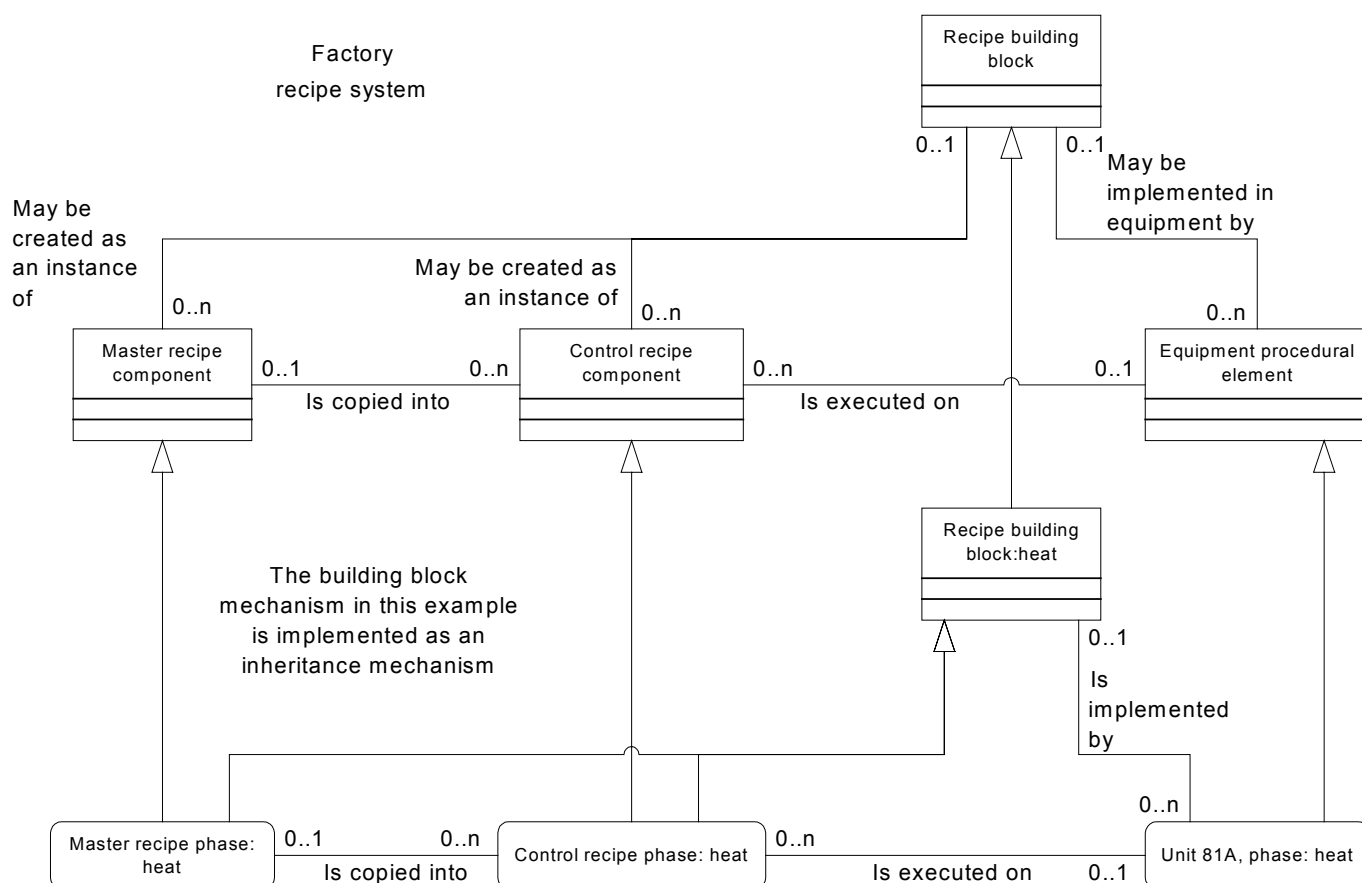 Factory
recipe system
Recipe building
block
0..1
0..1
May be
implemented in
equipment by
May be
created as
an instance
of
May be created as
an instance of
0..n
0..n
0..n
Master recipe
component
0..1
0..n
Is copied into
Control recipe
component
0..n
0..1
Is executed on
Equipment procedural
element
Recipe building
block:heat
The building block
mechanism in this example
is implemented as an
inheritance mechanism
0..1
Is
implemented
by
0..n
Master recipe phase:
heat
0..1
0..n
Is copied into
Control recipe phase: heat
0..n
Is executed on
0..1
Unit 81A, phase: heat